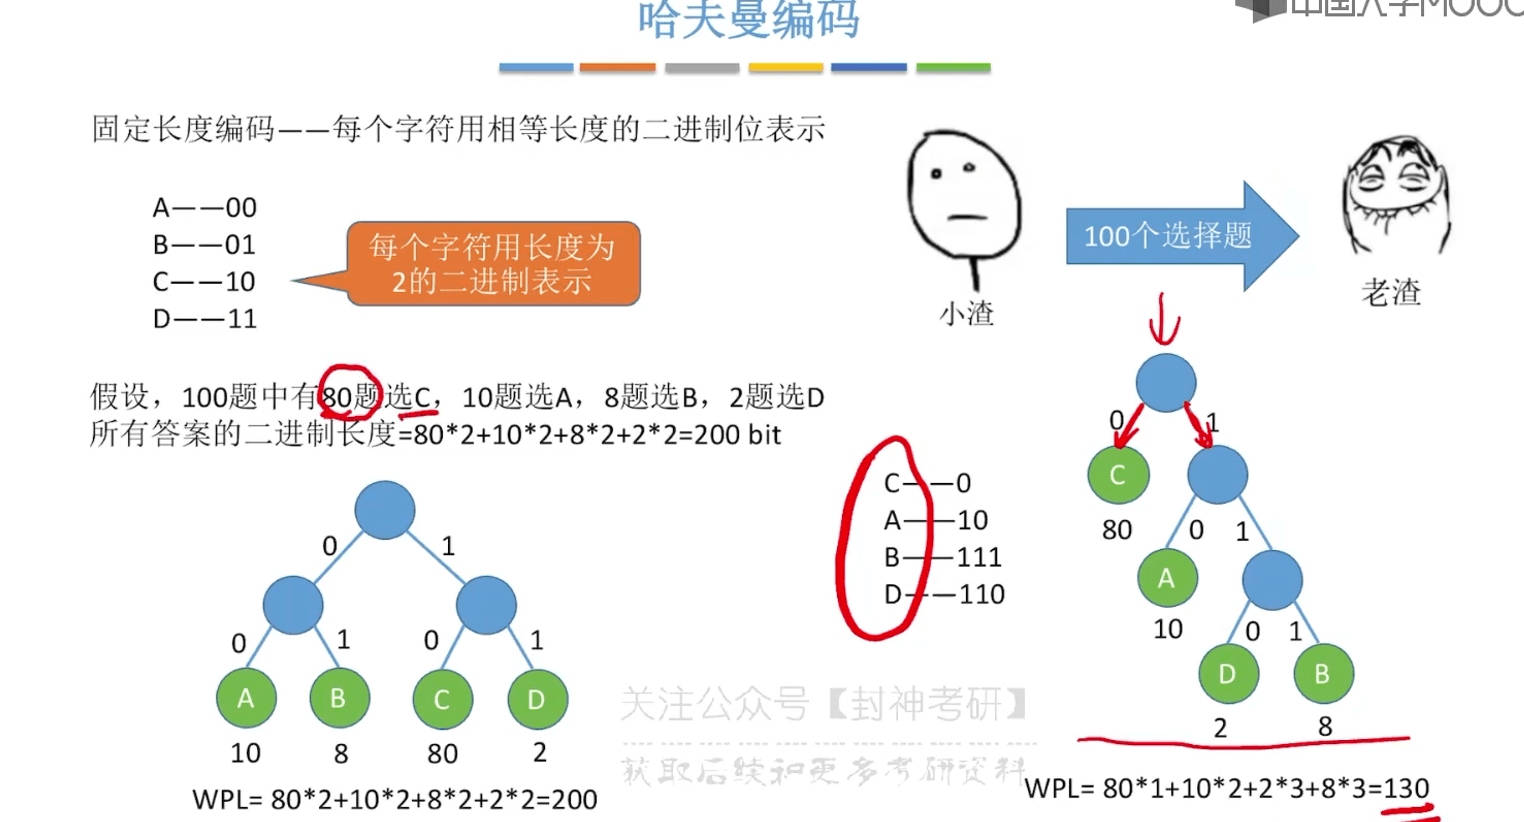 中国大学MOOC
哈夫曼编码
固定长度编码——每个字符用相等长度的二进制位表示
A——00
B——01
C——10
D——11
每个字符用长度为
2的二进制表示
小渣
100个选择题
老渣
假设，100题中有80题选C，10题选A，8题选B，2题选D
所有答案的二进制长度=80*2+10*2+8*2+2*2=200 bit
0 1
0 1 0 1
A B C D
10 8 80 2
WPL= 80*2+10*2+8*2+2*2=200
C——0
A——10
B——111
D——110
0 1
C
80 0 1
A
10 0 1
D B
2 8
WPL= 80*1+10*2+2*3+8*3=130
关注公众号【封神考研】
获取后续和更多考研资料